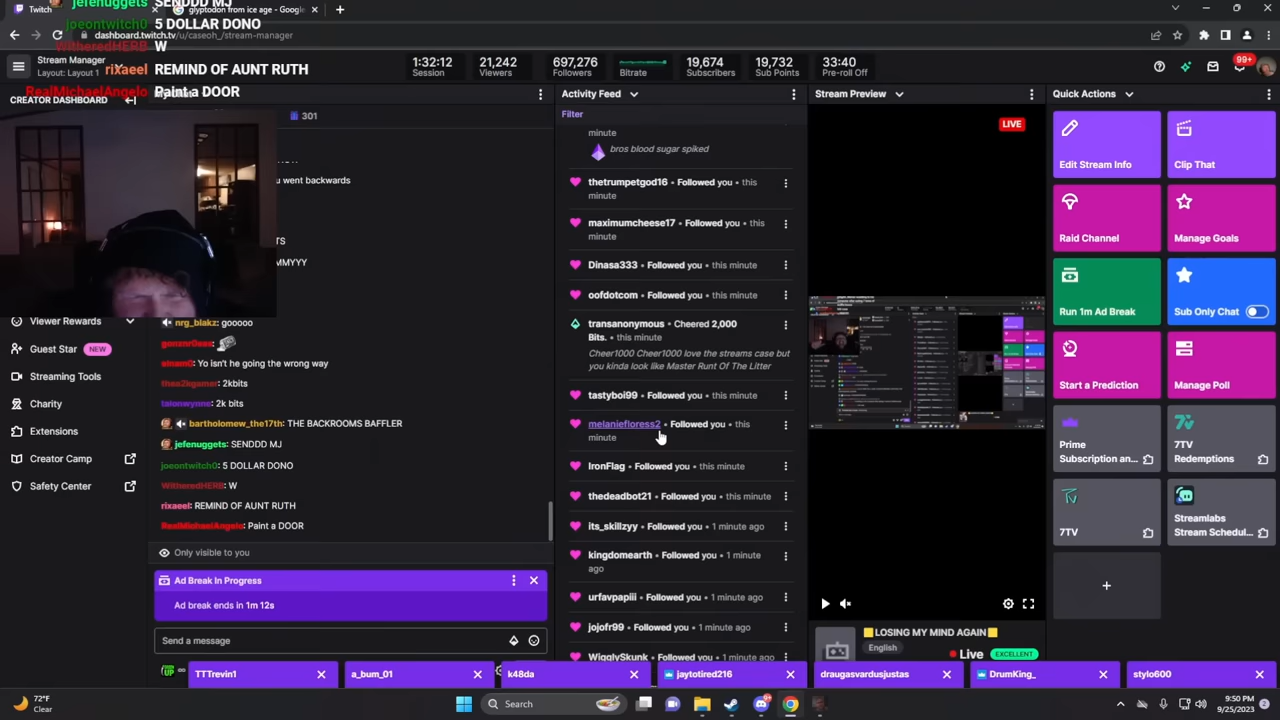 jefenuggets SENDDD MJ
joeontwitch0: 5 DOLLAR DONO
WitheredHERB W
rixaeel REMIND OF AUNT RUTH
RealMichaelAngelo: Paint a DOOR
Twitch
glyptodon from ice age - Google
dashboard.twitch.tv/u/caseoh_/stream-manager
Stream Manager
Layout: Layout 1
1:32:12
Session
21,242
Viewers
697,276
Followers
Bitrate
19,674
Subscribers
19,732
Sub Points
33:40
Pre-roll Off
99+
CREATOR DASHBOARD
301
Viewer Rewards
Guest Star NEW
Streaming Tools
Charity
Extensions
Creator Camp
Safety Center
u went backwards
TS
MMYYY
nrg_blakz: gboooo
Yo I'm the going the wrong way
thee2kgamer: 2kbits
talonwynne: 2k bits
bartholomew_the17th: THE BACKROOMS BAFFLER
jefenuggets: SENDDD MJ
joeontwitch0: 5 DOLLAR DONO
WitheredHERB: W
rixaeel: REMIND OF AUNT RUTH
RealMichaelAngelo: Paint a DOOR
Only visible to you
Ad Break In Progress
Ad break ends in 1m 12s
Send a message
Activity Feed
Filter
minute
bros blood sugar spiked
thetrumpetgod16 • Followed you • this
minute
maximumcheese17 • Followed you • this
minute
Dinasa333 • Followed you • this minute
oofdotcom • Followed you • this minute
transanonymus • Cheered 2,000
Bits. • this minute
Cheer1000 Cheer1000 love the streams case but
you kinda look like Master Runt Of The Litter
tubbyjoh09 • Followed you • this minute
melaniefloress2 • Followed you • this
minute
IronFlag • Followed you • this minute
thedeaibot21 • Followed you • this minute
its_skillzyy • Followed you • 1 minute ago
kingdomearth • Followed you • 1 minute
ago
urfavpapiii • Followed you • 1 minute ago
jojofr99 • Followed you • 1 minute ago
WigglySkunk • Followed you • 1 minute ago
Stream Preview
LIVE
LOSING MY MIND AGAIN
English
Live EXCELLENT
Quick Actions
Edit Stream Info
Clip That
Raid Channel
Manage Goals
Run 1m Ad Break
Sub Only Chat
Start a Prediction
Manage Poll
Prime
Subscription an...
7TV
Redemptions
7TV
Streamlabs
Stream Schedul...
UP
TTTrevin1
a_bum_01
k48da
jaytotired216
draugasvardusjustas
DrumKing_
stylo600
72°F
Clear
Search
9:50 PM
9/25/2023